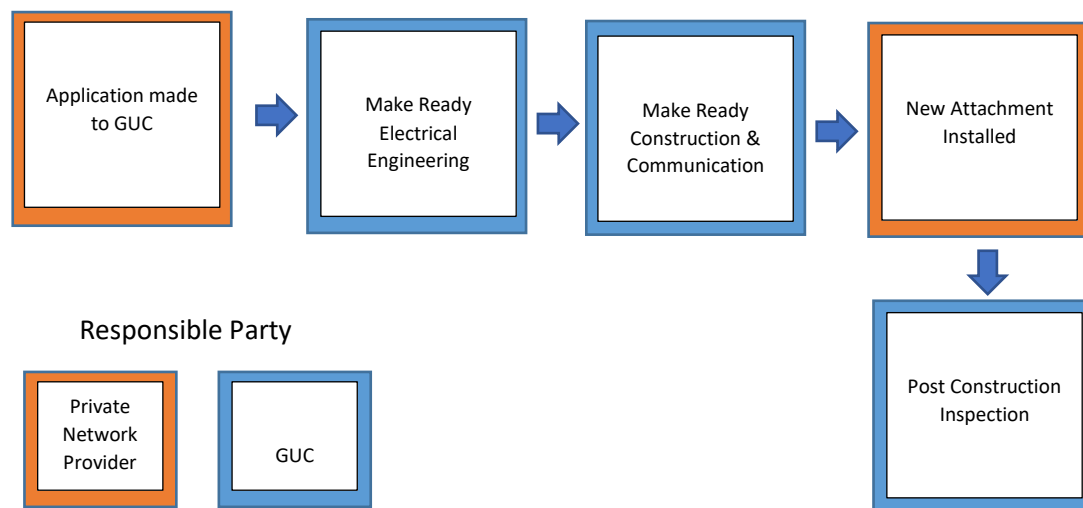 Application made
to GUC
Make Ready
Electrical
Engineering
Make Ready
Construction &
Communication
New Attachment
Installed
Post Construction
Inspection
Responsible Party
Private
Network
Provider
GUC